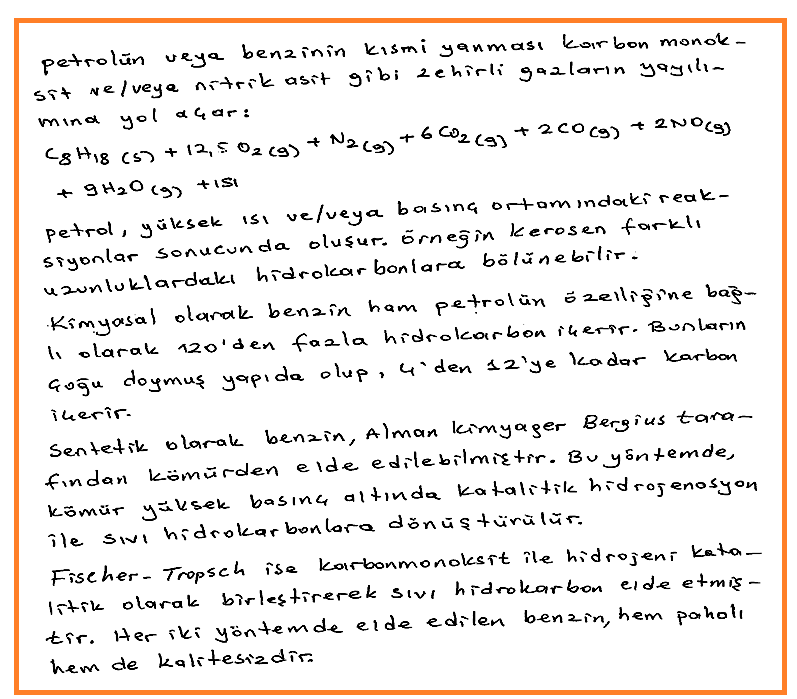 petrolün veya benzinin kısmi yanması karbon monok-
sit ve/veya nitrik asit gibi zehirli gazların yayılı-
mına yol açar:
C8H18 (s) + 12,5 O2(g) + N2(g) + 6 CO2(g) + 2CO(g) + 2NO(g)
+ 9H2O(g) + ısı
petrol, yüksek ısı ve/veya basınç ortamındaki reak-
siyonlar sonucunda oluşur. örneğin kerosen farklı
uzunluklardakı hidrokarbonlara bölünebilir.
Kimyasal olarak benzin ham petrolün özelliğine bağ-
lı olarak 120'den fazla hidrokarbon içerir. Bunların
çoğu doymuş yapıda olup, 4'den 12'ye kadar karbon
içerir.
Sentetik olarak benzin, Alman kimyager Bergius tara-
fından kömürden elde edilebilmiştir. Bu yöntemde,
kömür yüksek basınç altında katalitik hidrojenosyon
ile sıvı hidrokarbonlara dönüştürülür.
Fischer-Tropsch ise karbonmonoksit ile hidrojeni kata-
litik olarak birleştirerek sıvı hidrokarbon elde etmiş-
tir. Her iki yöntemde elde edilen benzin, hem pahalı
hem de kalitesizdir.